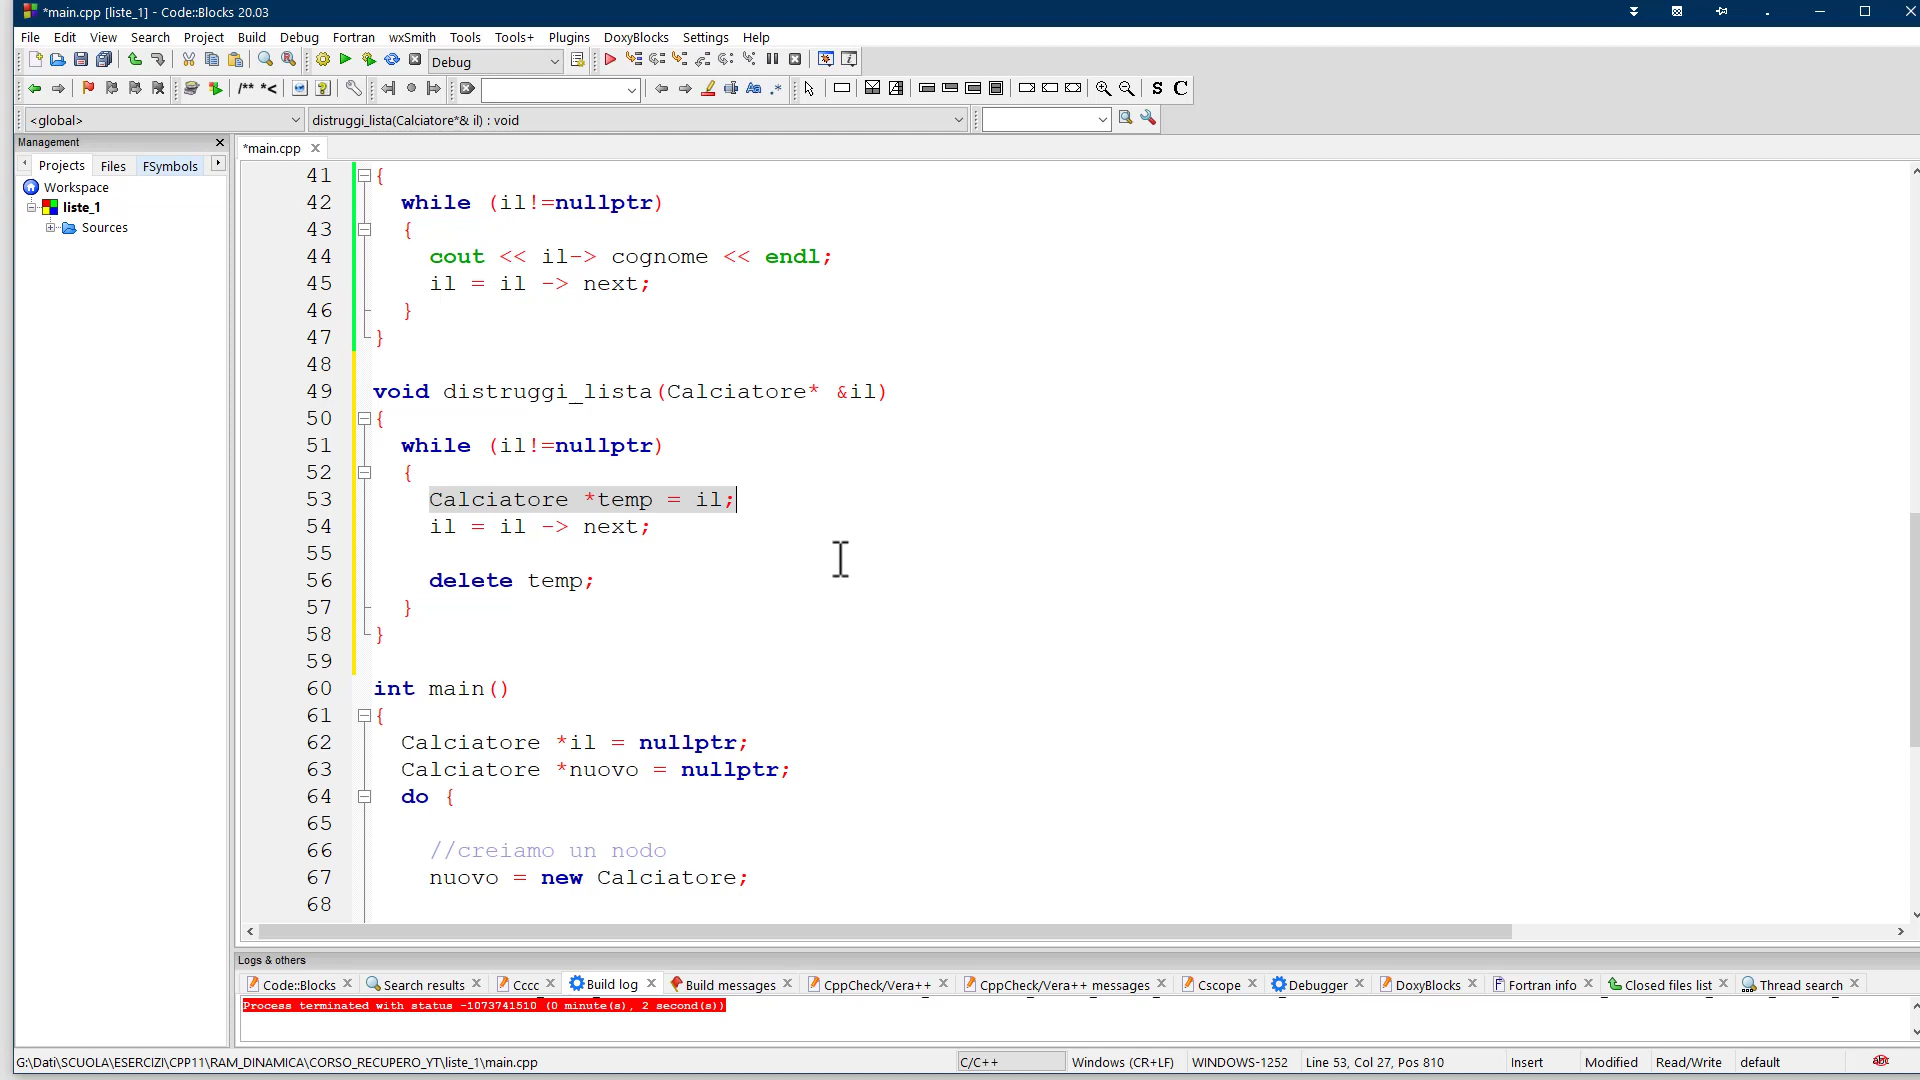 *main.cpp [liste_1] - Code::Blocks 20.03
File Edit View Search Project Build Debug Fortran wxSmith Tools Tools+ Plugins DoxyBlocks Settings Help
Debug
/** *<
Aa .* S C
<global> distruggi_lista(Calciatore*& il) : void
Management
*main.cpp
Projects Files FSymbols
Workspace
liste_1
Sources
41 {
42 while (il!=nullptr)
43 {
44 cout << il-> cognome << endl;
45 il = il -> next;
46 }
47 }
48
49 void distruggi_lista(Calciatore* &il)
50 {
51 while (il!=nullptr)
52 {
53 Calciatore *temp = il;
54 il = il -> next;
55
56 delete temp;
57 }
58 }
59
60 int main()
61 {
62 Calciatore *il = nullptr;
63 Calciatore *nuovo = nullptr;
64 do {
65
66 //creiamo un nodo
67 nuovo = new Calciatore;
68
Logs & others
Code::Blocks Search results Cccc Build log Build messages CppCheck/Vera++ CppCheck/Vera++ messages Cscope Debugger DoxyBlocks Fortran info Closed files list Thread search
Process terminated with status -1073741510 (0 minute(s), 2 second(s))
G:\Dati\SCUOLA\ESERCIZI\CPP11\RAM_DINAMICA\CORSO_RECUPERO_YT\liste_1\main.cpp C/C++ Windows (CR+LF) WINDOWS-1252 Line 53, Col 27, Pos 810 Insert Modified Read/Write default abc